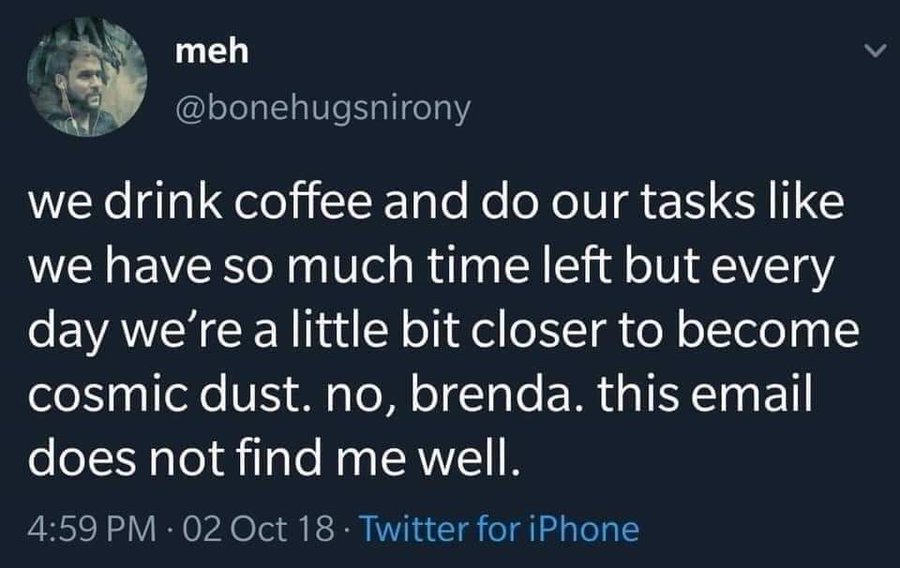 meh
@bonehugsnirony
we drink coffee and do our tasks like
we have so much time left but every
day we’re a little bit closer to become
cosmic dust. no, brenda. this email
does not find me well.
4:59 PM · 02 Oct 18 · Twitter for iPhone